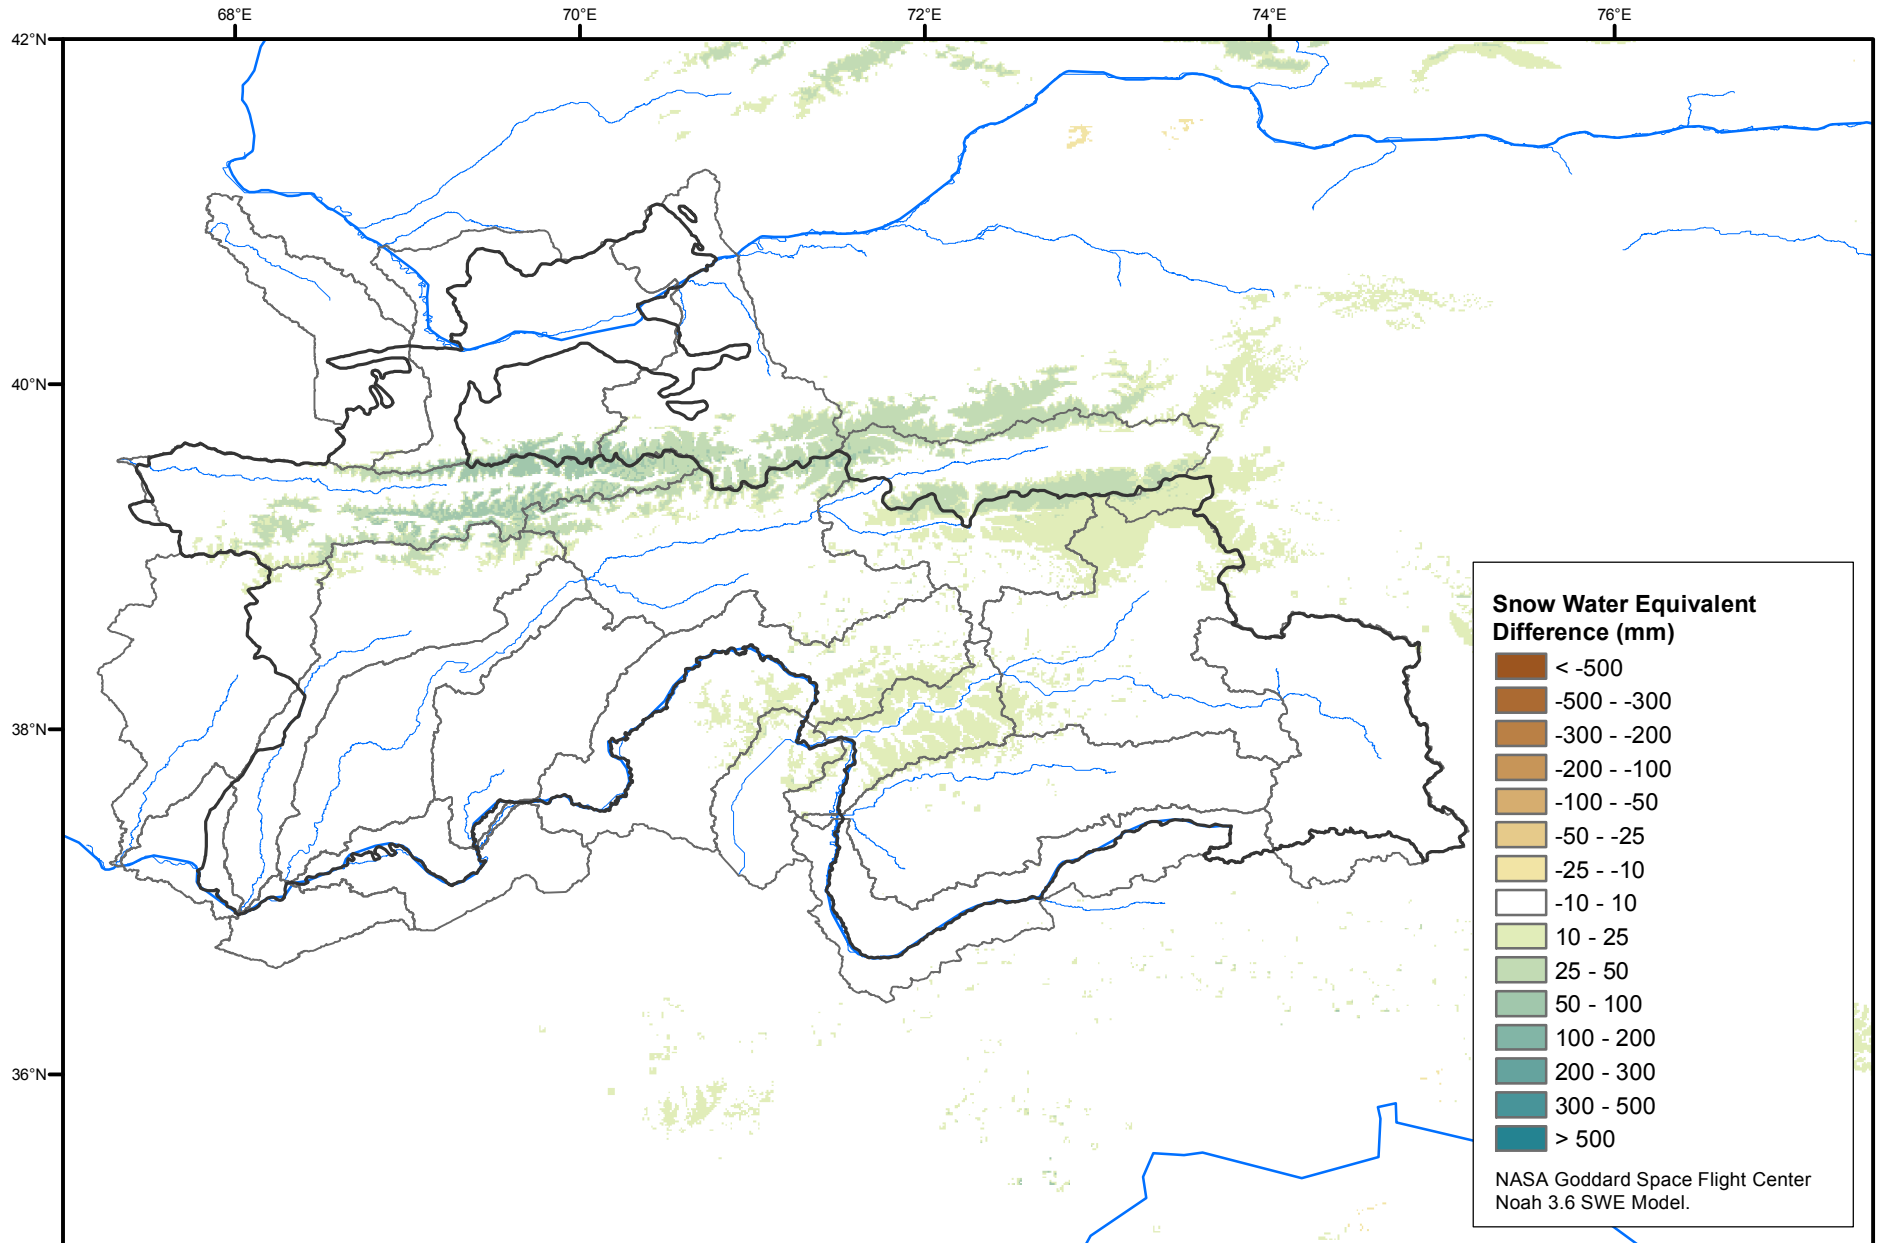 68°E
70°E
72°E
74°E
76°E
42°N
40°N
38°N
36°N
Snow Water Equivalent
Difference (mm)
< -500
-500 - -300
-300 - -200
-200 - -100
-100 - -50
-50 - -25
-25 - -10
-10 - 10
10 - 25
25 - 50
50 - 100
100 - 200
200 - 300
300 - 500
> 500
NASA Goddard Space Flight Center
Noah 3.6 SWE Model.